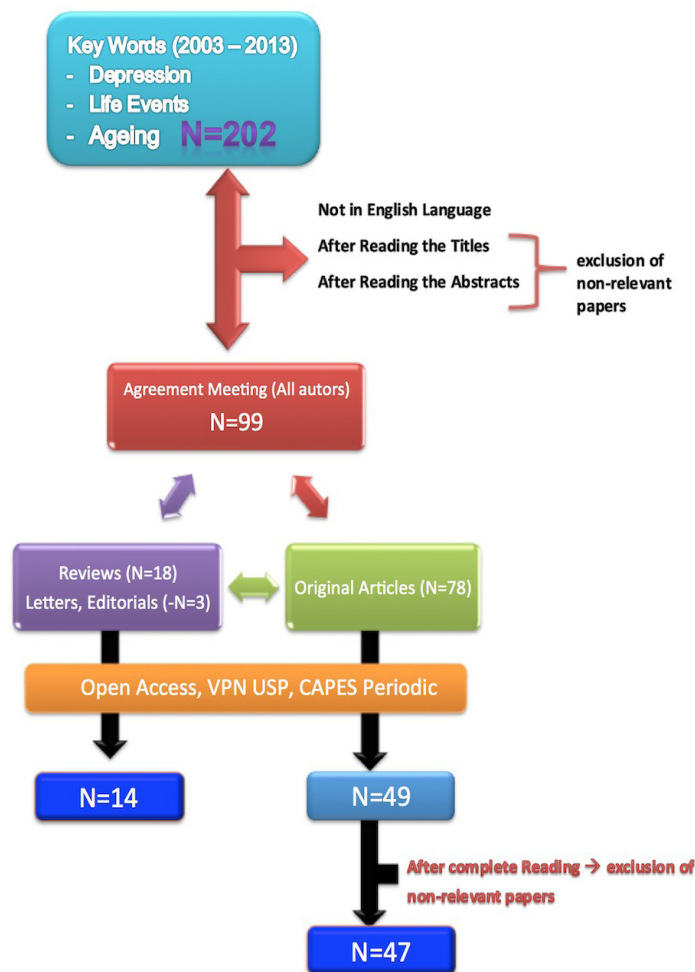 Key Words (2003 – 2013)
- Depression
- Life Events
- Ageing N=202
Not in English Language
After Reading the Titles
After Reading the Abstracts
exclusion of
non-relevant
papers
Agreement Meeting (All autors)
N=99
Reviews (N=18)
Letters, Editorials (-N=3)
Original Articles (N=78)
Open Access, VPN USP, CAPES Periodic
N=14
N=49
After complete Reading → exclusion of
non-relevant papers
N=47